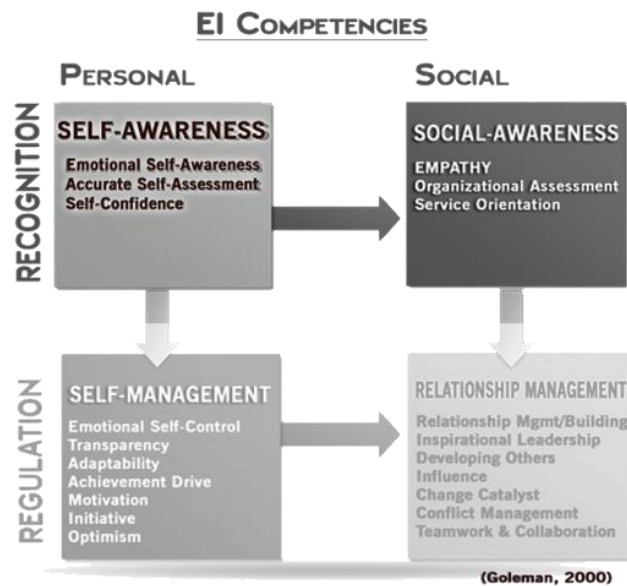 EI COMPETENCIES
PERSONAL
SOCIAL
RECOGNITION
SELF-AWARENESS
Emotional Self-Awareness
Accurate Self-Assessment
Self-Confidence
SOCIAL-AWARENESS
EMPATHY
Organizational Assessment
Service Orientation
REGULATION
SELF-MANAGEMENT
Emotional Self-Control
Transparency
Adaptability
Achievement Drive
Motivation
Initiative
Optimism
RELATIONSHIP MANAGEMENT
Relationship Mgmt/Building
Inspirational Leadership
Developing Others
Influence
Change Catalyst
Conflict Management
Teamwork & Collaboration
(Goleman, 2000)